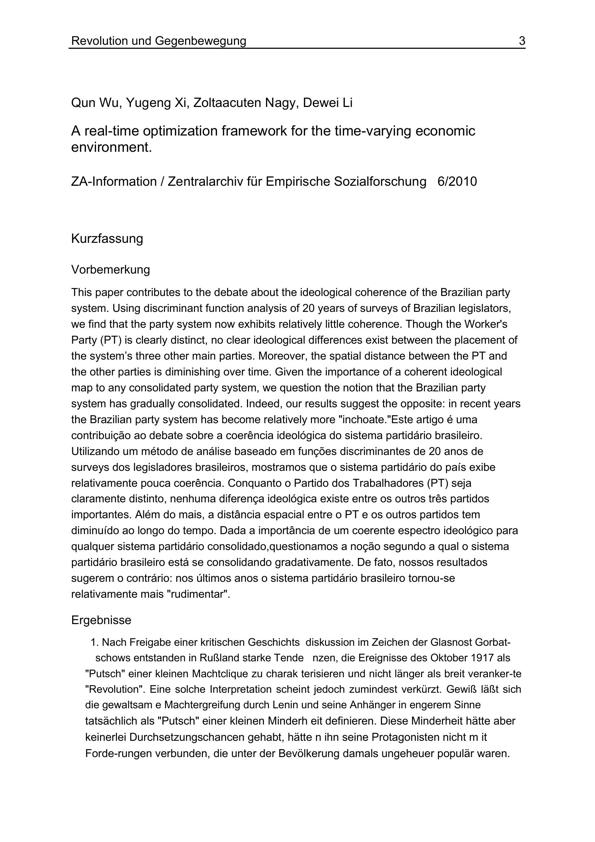 Revolution und Gegenbewegung 3
Qun Wu, Yugeng Xi, Zoltaacuten Nagy, Dewei Li
A real-time optimization framework for the time-varying economic
environment.
ZA-Information / Zentralarchiv für Empirische Sozialforschung 6/2010
Kurzfassung
Vorbemerkung
This paper contributes to the debate about the ideological coherence of the Brazilian party
system. Using discriminant function analysis of 20 years of surveys of Brazilian legislators,
we find that the party system now exhibits relatively little coherence. Though the Worker's
Party (PT) is clearly distinct, no clear ideological differences exist between the placement of
the system’s three other main parties. Moreover, the spatial distance between the PT and
the other parties is diminishing over time. Given the importance of a coherent ideological
map to any consolidated party system, we question the notion that the Brazilian party
system has gradually consolidated. Indeed, our results suggest the opposite: in recent years
the Brazilian party system has become relatively more "inchoate."Este artigo é uma
contribuição ao debate sobre a coerência ideológica do sistema partidário brasileiro.
Utilizando um método de análise baseado em funções discriminantes de 20 anos de
surveys dos legisladores brasileiros, mostramos que o sistema partidário do país exibe
relativamente pouca coerência. Conquanto o Partido dos Trabalhadores (PT) seja
claramente distinto, nenhuma diferença ideológica existe entre os outros três partidos
importantes. Além do mais, a distância espacial entre o PT e os outros partidos tem
diminuído ao longo do tempo. Dada a importância de um coerente espectro ideológico para
qualquer sistema partidário consolidado,questionamos a noção segundo a qual o sistema
partidário brasileiro está se consolidando gradativamente. De fato, nossos resultados
sugerem o contrário: nos últimos anos o sistema partidário brasileiro tornou-se
relativamente mais "rudimentar".
Ergebnisse
1. Nach Freigabe einer kritischen Geschichts diskussion im Zeichen der Glasnost Gorbat-
schows entstanden in Rußland starke Tende nzen, die Ereignisse des Oktober 1917 als
"Putsch" einer kleinen Machtclique zu charak terisieren und nicht länger als breit veranker-te
"Revolution". Eine solche Interpretation scheint jedoch zumindest verkürzt. Gewiß läßt sich
die gewaltsam e Machtergreifung durch Lenin und seine Anhänger in engerem Sinne
tatsächlich als "Putsch" einer kleinen Minderh eit definieren. Diese Minderheit hätte aber
keinerlei Durchsetzungschancen gehabt, hätte n ihn seine Protagonisten nicht m it
Forde-rungen verbunden, die unter der Bevölkerung damals ungeheuer populär waren.